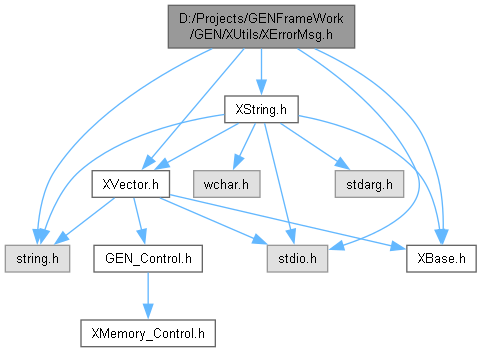 D:/Projects/GENFrameWork
/GEN/XUtils/XErrorMsg.h
XString.h
XVector.h
wchar.h
stdarg.h
string.h
GEN_Control.h
stdio.h
XBase.h
XMemory_Control.h